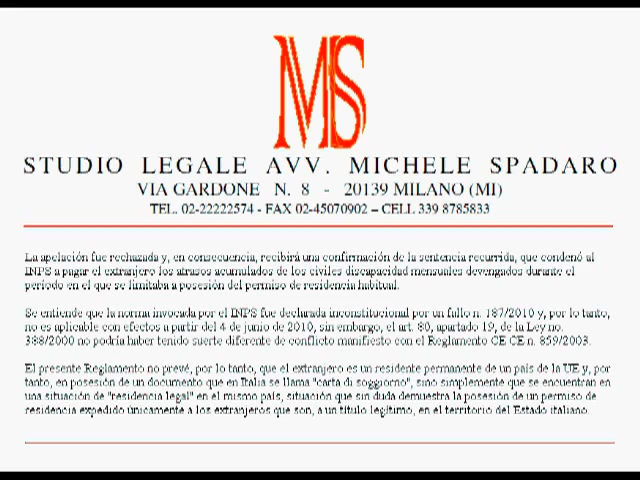 MS
STUDIO LEGALE AVV. MICHELE SPADARO
VIA GARDONE N. 8 - 20139 MILANO (MI)
TEL. 02-22222574 - FAX 02-45070902 – CELL 339 8785833
La apelación fue rechazada y, en consecuencia, recibirá una confirmación de la sentencia recurrida, que condenó al
INPS a pagar el extranjero los atrasos acumulados de los civiles discapacidad mensuales devengados durante el
período en el que se limitaba a posesión del permiso de residencia habitual.
Se entiende que la norma invocada por el INPS fue declarada inconstitucional por un fullo n. 187/2010 y, por lo tanto,
no es aplicable con efectos a partir del 4 de junio de 2010, sin embargo, el art. 80, apartado 19, de la Ley no.
388/2000 no podría haber tenido suerte diferente de conflicto manifiesto con el Reglamento CE CE n. 859/2003.
El presente Reglamento no prevé, por lo tanto, que el extranjero es un residente permanente de un país de la UE y, por
tanto, en posesión de un documento que en Italia se llama "carta di soggiorno", sino simplemente que se encuentran en
una situación de "residencia legal" en el mismo país, situación que sin duda demuestra la posesión de un permiso de
residencia expedido únicamente a los extranjeros que son, a un título legítimo, en el territorio del Estado italiano.